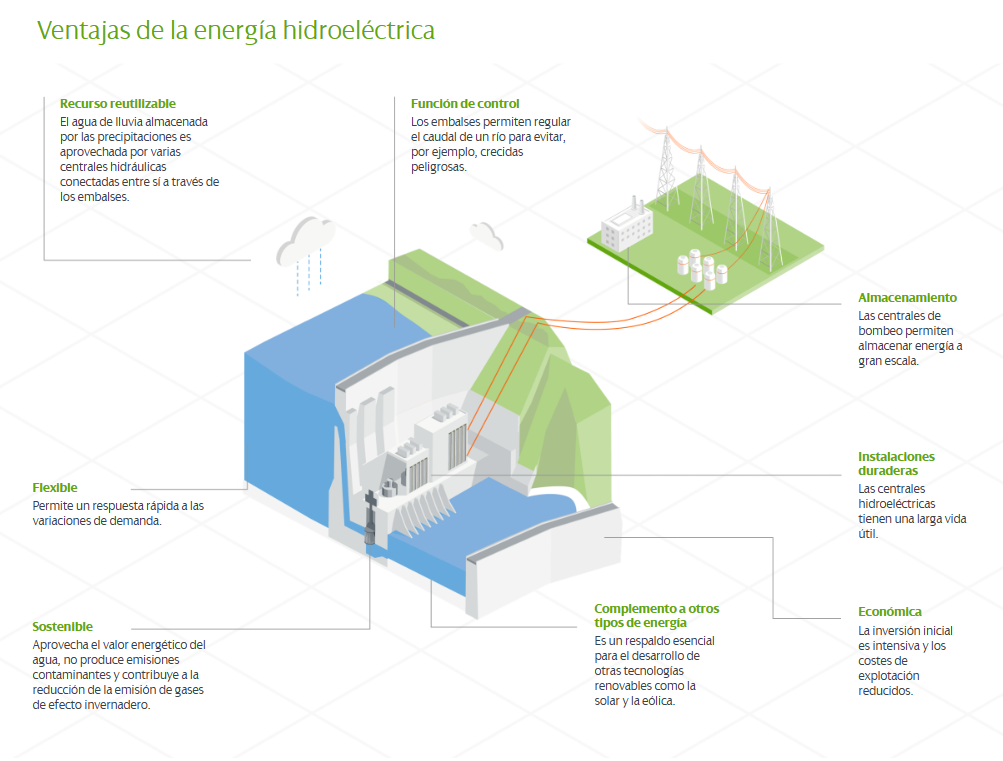 Ventajas de la energía hidroeléctrica
Recurso reutilizable
El agua de lluvia almacenada
por las precipitaciones es
aprovechada por varias
centrales hidráulicas
conectadas entre sí a través de
los embalses.
Función de control
Los embalses permiten regular
el caudal de un río para evitar,
por ejemplo, crecidas
peligrosas.
Almacenamiento
Las centrales de
bombeo permiten
almacenar energía a
gran escala.
Instalaciones
duraderas
Las centrales
hidroeléctricas
tienen una larga vida
útil.
Flexible
Permite un respuesta rápida a las
variaciones de demanda.
Sostenible
Aprovecha el valor energético del
agua, no produce emisiones
contaminantes y contribuye a la
reducción de la emisión de gases
de efecto invernadero.
Complemento a otros
tipos de energía
Es un respaldo esencial
para el desarrollo de
otras tecnologías
renovables como la
solar y la eólica.
Económica
La inversión inicial
es intensiva y los
costes de
explotación
reducidos.